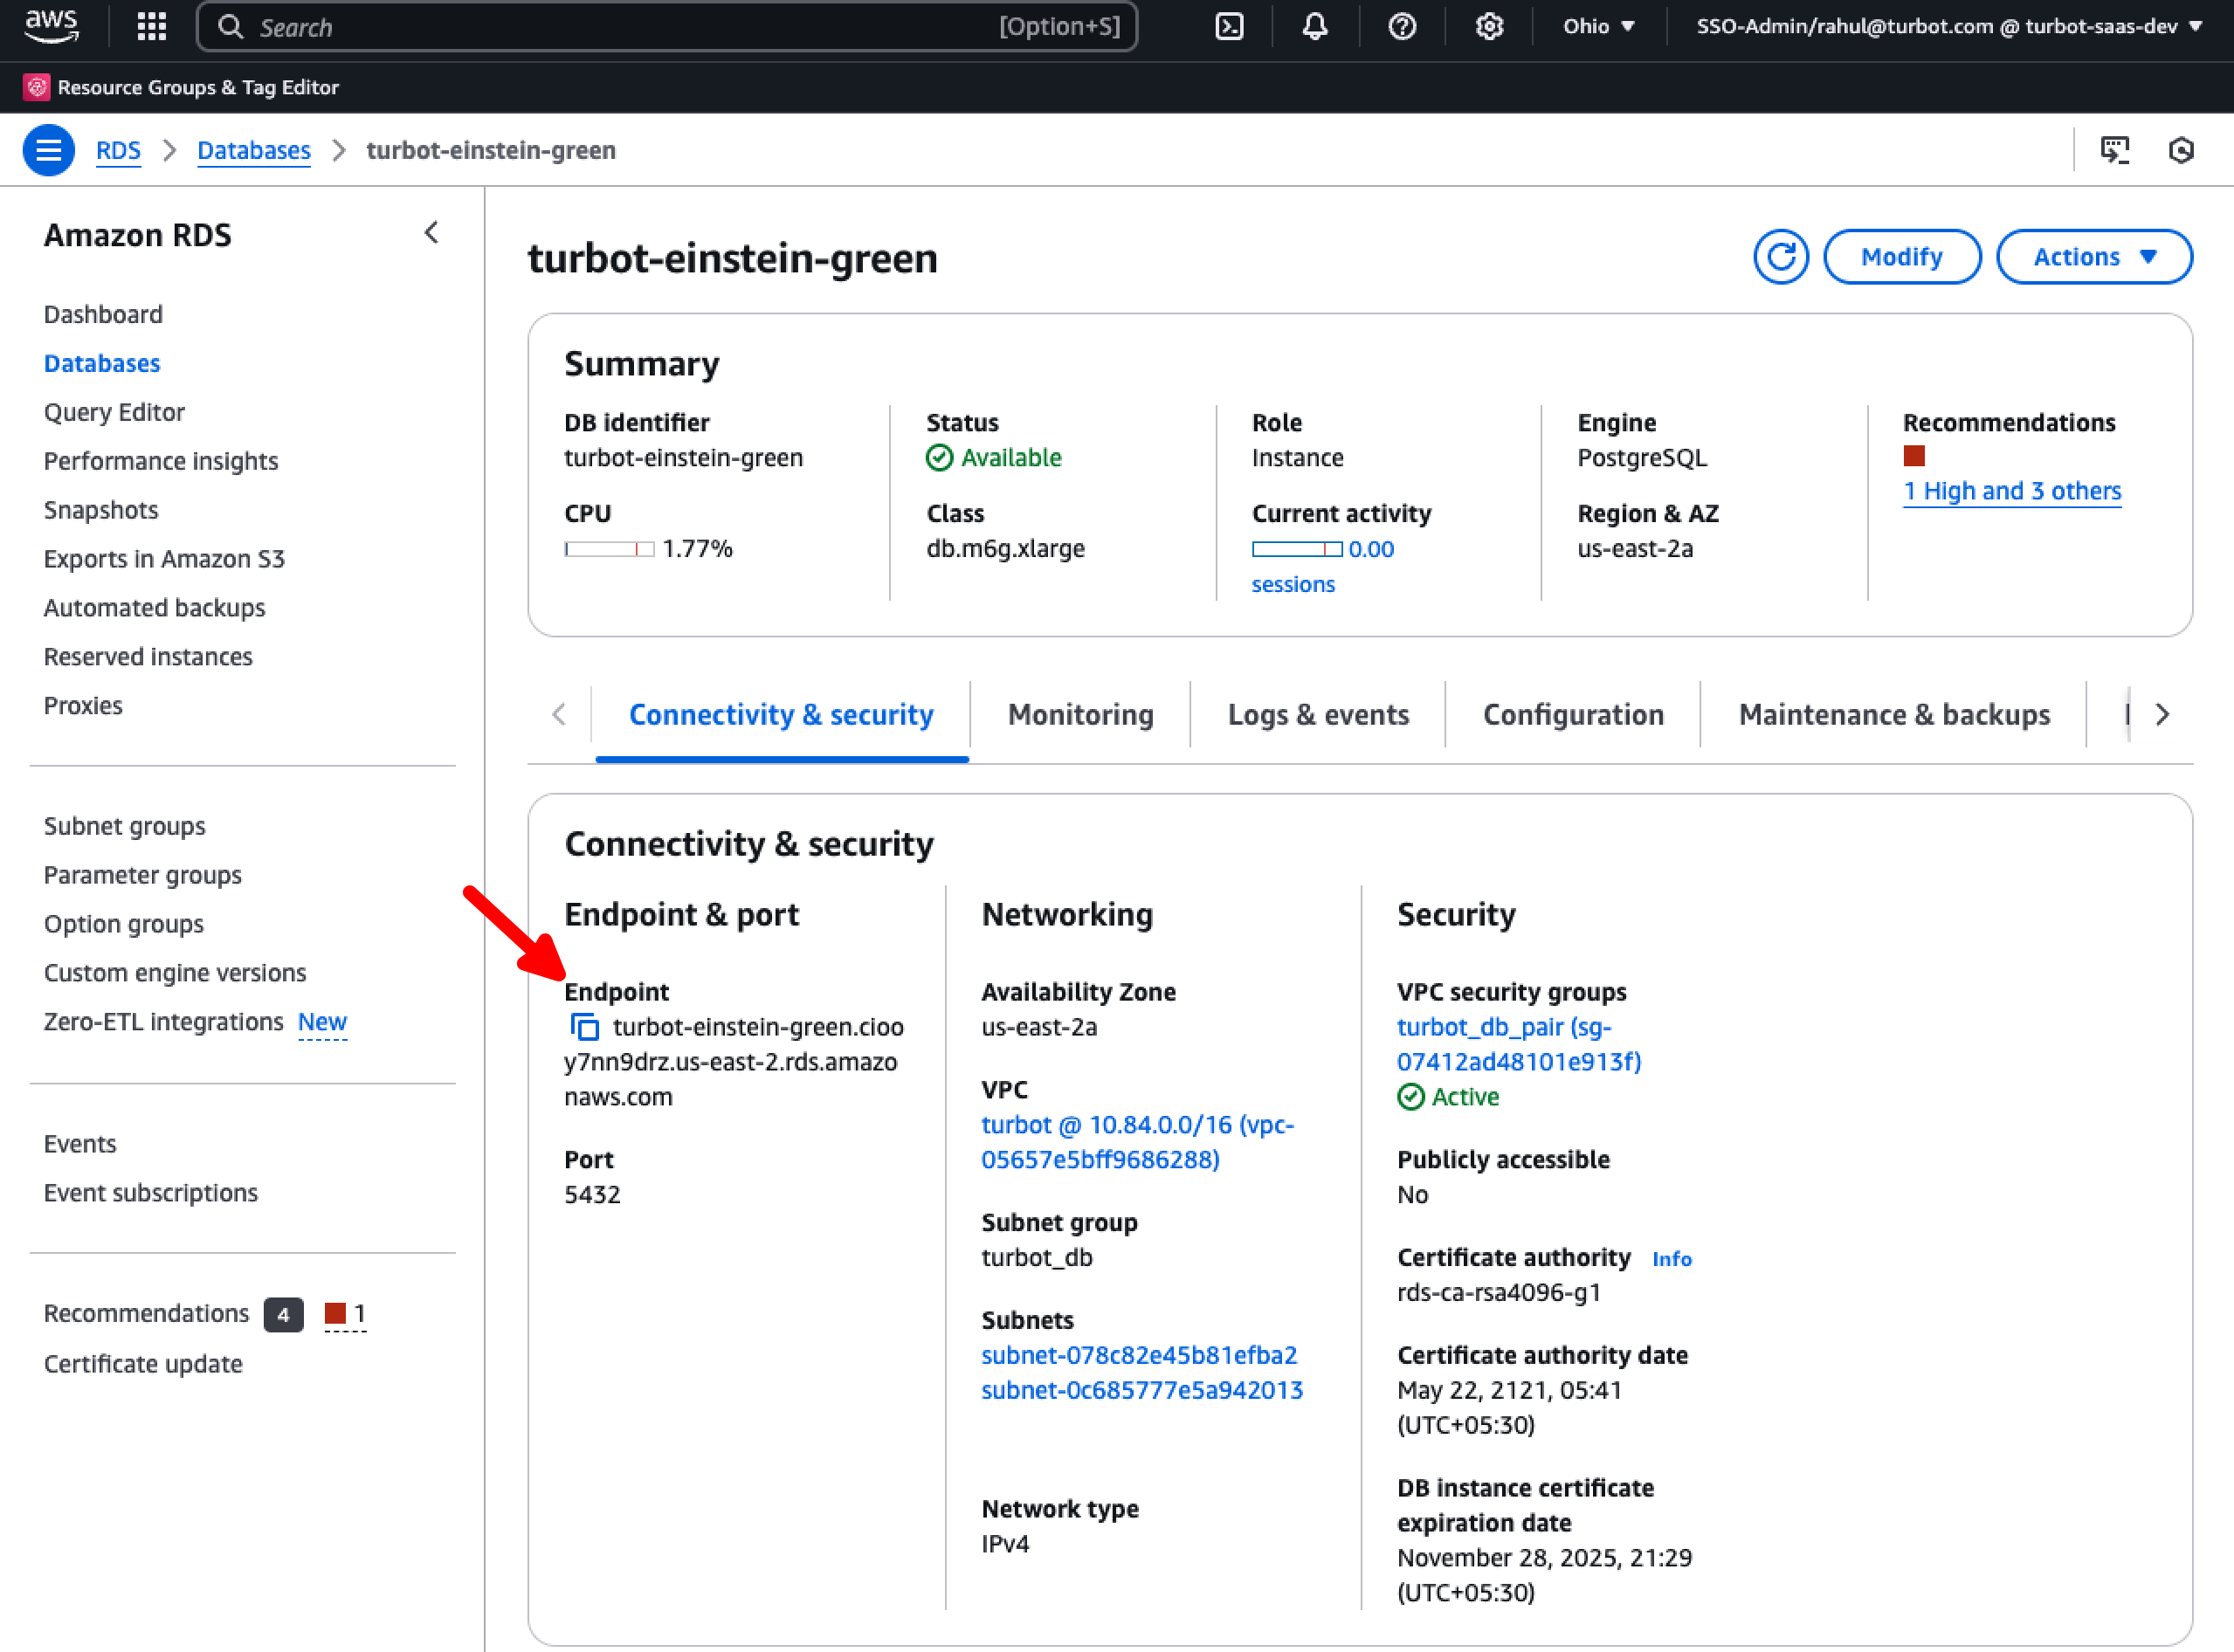 aws
Search [Option+S]
Ohio ▼
SSO-Admin/rahul@turbot.com @ turbot-saas-dev ▼
Resource Groups & Tag Editor
RDS > Databases > turbot-einstein-green
Amazon RDS
Dashboard
Databases
Query Editor
Performance insights
Snapshots
Exports in Amazon S3
Automated backups
Reserved instances
Proxies
Subnet groups
Parameter groups
Option groups
Custom engine versions
Zero-ETL integrations New
Events
Event subscriptions
Recommendations 4 1
Certificate update
turbot-einstein-green
Modify
Actions ▼
Summary
DB identifier
turbot-einstein-green
CPU
1.77%
Status
Available
Class
db.m6g.xlarge
Role
Instance
Current activity
0.00
sessions
Engine
PostgreSQL
Region & AZ
us-east-2a
Recommendations
1 High and 3 others
Connectivity & security
Monitoring
Logs & events
Configuration
Maintenance & backups
Connectivity & security
Endpoint & port
Endpoint
turbot-einstein-green.cioo
y7nn9drz.us-east-2.rds.amazo
naws.com
Port
5432
Networking
Availability Zone
us-east-2a
VPC
turbot @ 10.84.0.0/16 (vpc-
05657e5bff9686288)
Subnet group
turbot_db
Subnets
subnet-078c82e45b81efba2
subnet-0c685777e5a942013
Network type
IPv4
Security
VPC security groups
turbot_db_pair (sg-
07412ad48101e913f)
Active
Publicly accessible
No
Certificate authority Info
rds-ca-rsa4096-g1
Certificate authority date
May 22, 2121, 05:41
(UTC+05:30)
DB instance certificate
expiration date
November 28, 2025, 21:29
(UTC+05:30)